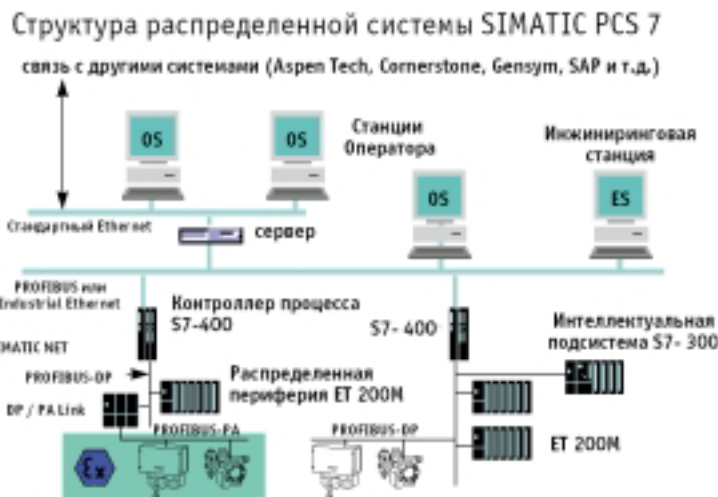 Структура распределенной системы SIMATIC PCS 7
связь с другими системами (Aspen Tech, Cornerstone, Gensym, SAP и т.д.)
OS
OS
Станции
Оператора
Инжиниринговая
станция
OS
ES
Стандартный Ethernet
сервер
PROFIBUS или
Industrial Ethernet
Контроллер процесса
S7-400
S7- 400
Интеллектуальная
подсистема S7- 300
IMATIC NET
PROFIBUS-DP
Распределенная
периферия ET 200M
DP / PA Link
PROFIBUS-PA
PROFIBUS-DP
Ex
ET 200M